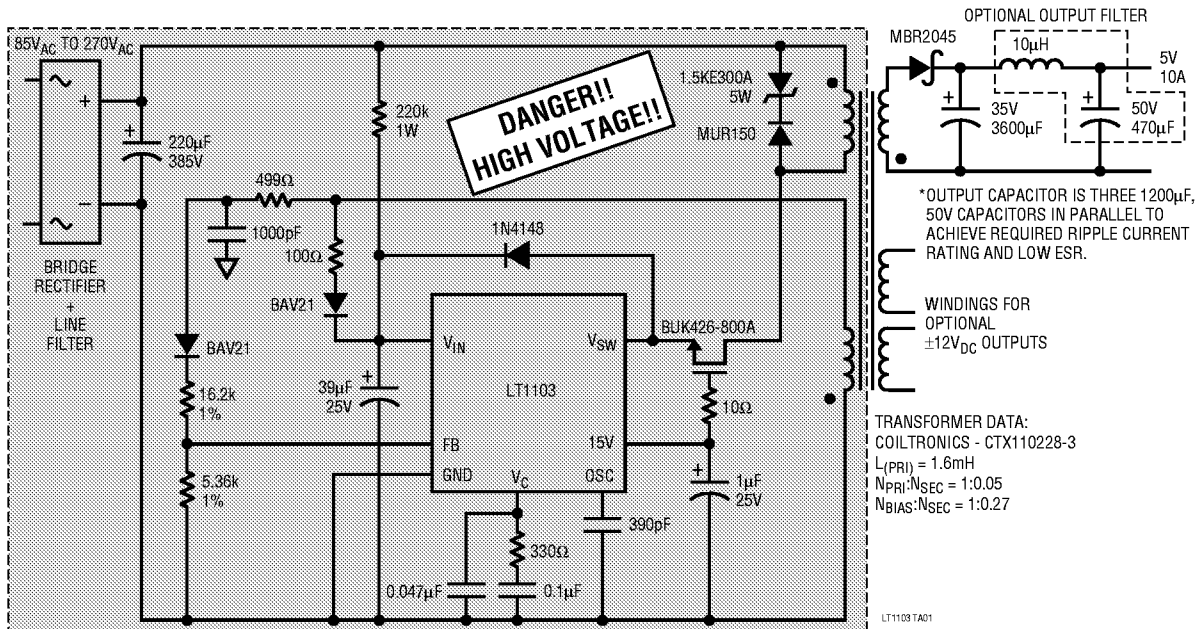 OPTIONAL OUTPUT FILTER
85VAC TO 270VAC
MBR2045
10µH
5V
10A
1.5KE300A
5W
220k
1W
DANGER!!
HIGH VOLTAGE!!
+
35V
3600µF
+
50V
470µF
+
220µF
385V
+
–
MUR150
499Ω
1000pF
1N4148
100Ω
*OUTPUT CAPACITOR IS THREE 1200µF,
50V CAPACITORS IN PARALLEL TO
ACHIEVE REQUIRED RIPPLE CURRENT
RATING AND LOW ESR.
BRIDGE
RECTIFIER
+
LINE
FILTER
BAV21
BUK426-800A
WINDINGS FOR
OPTIONAL
±12VDC OUTPUTS
BAV21
VIN
VSW
LT1103
+
39µF
25V
16.2k
1%
10Ω
FB
15V
GND
VC
OSC
+
1µF
25V
5.36k
1%
TRANSFORMER DATA:
COILTRONICS - CTX110228-3
L(PRI) = 1.6mH
NPRI:NSEC = 1:0.05
NBIAS:NSEC = 1:0.27
390pF
330Ω
0.047µF
0.1µF
LT1103 TA01